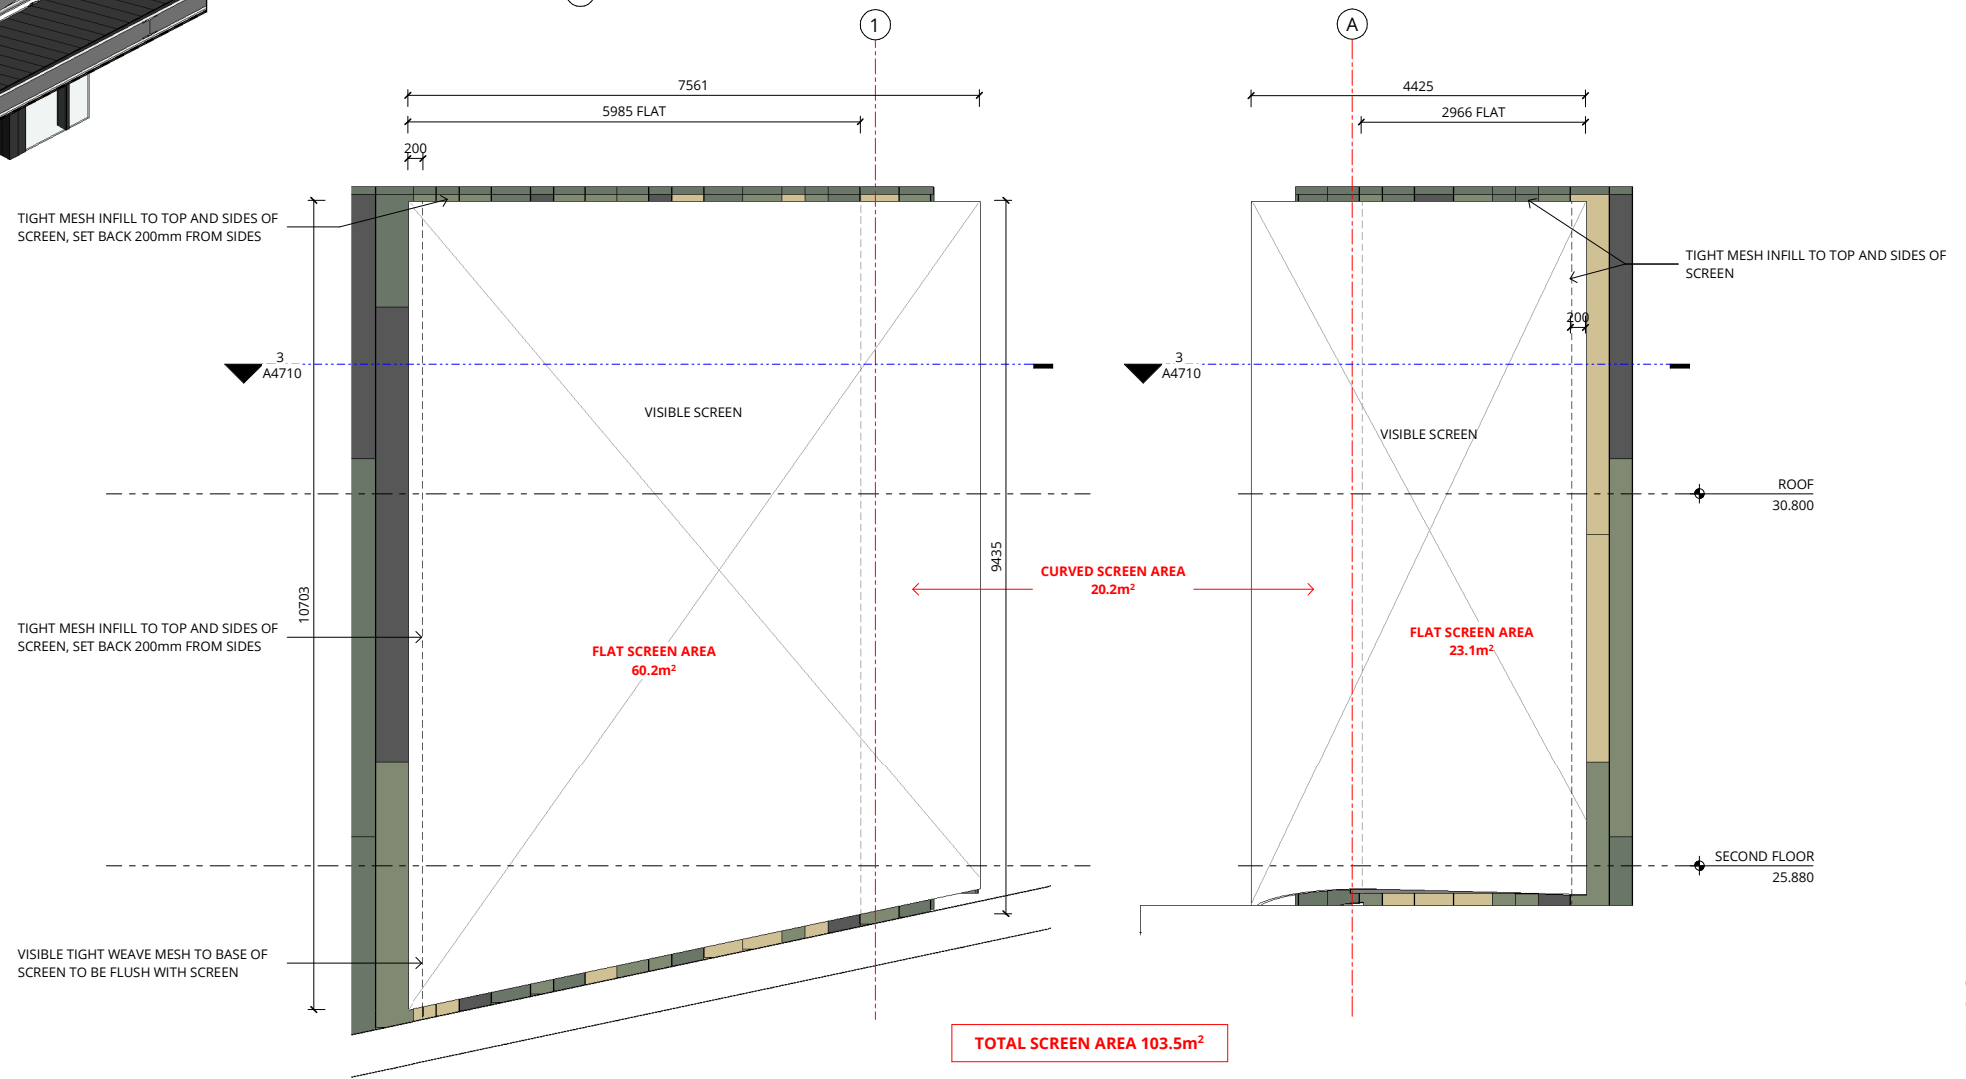 1
A
7561
4425
5985 FLAT
2966 FLAT
200
TIGHT MESH INFILL TO TOP AND SIDES OF
SCREEN, SET BACK 200mm FROM SIDES
TIGHT MESH INFILL TO TOP AND SIDES OF
SCREEN
200
3
A4710
3
A4710
VISIBLE SCREEN
VISIBLE SCREEN
ROOF
30.800
9435
10703
CURVED SCREEN AREA
20.2m²
TIGHT MESH INFILL TO TOP AND SIDES OF
SCREEN, SET BACK 200mm FROM SIDES
FLAT SCREEN AREA
60.2m²
FLAT SCREEN AREA
23.1m²
SECOND FLOOR
25.880
VISIBLE TIGHT WEAVE MESH TO BASE OF
SCREEN TO BE FLUSH WITH SCREEN
TOTAL SCREEN AREA 103.5m²